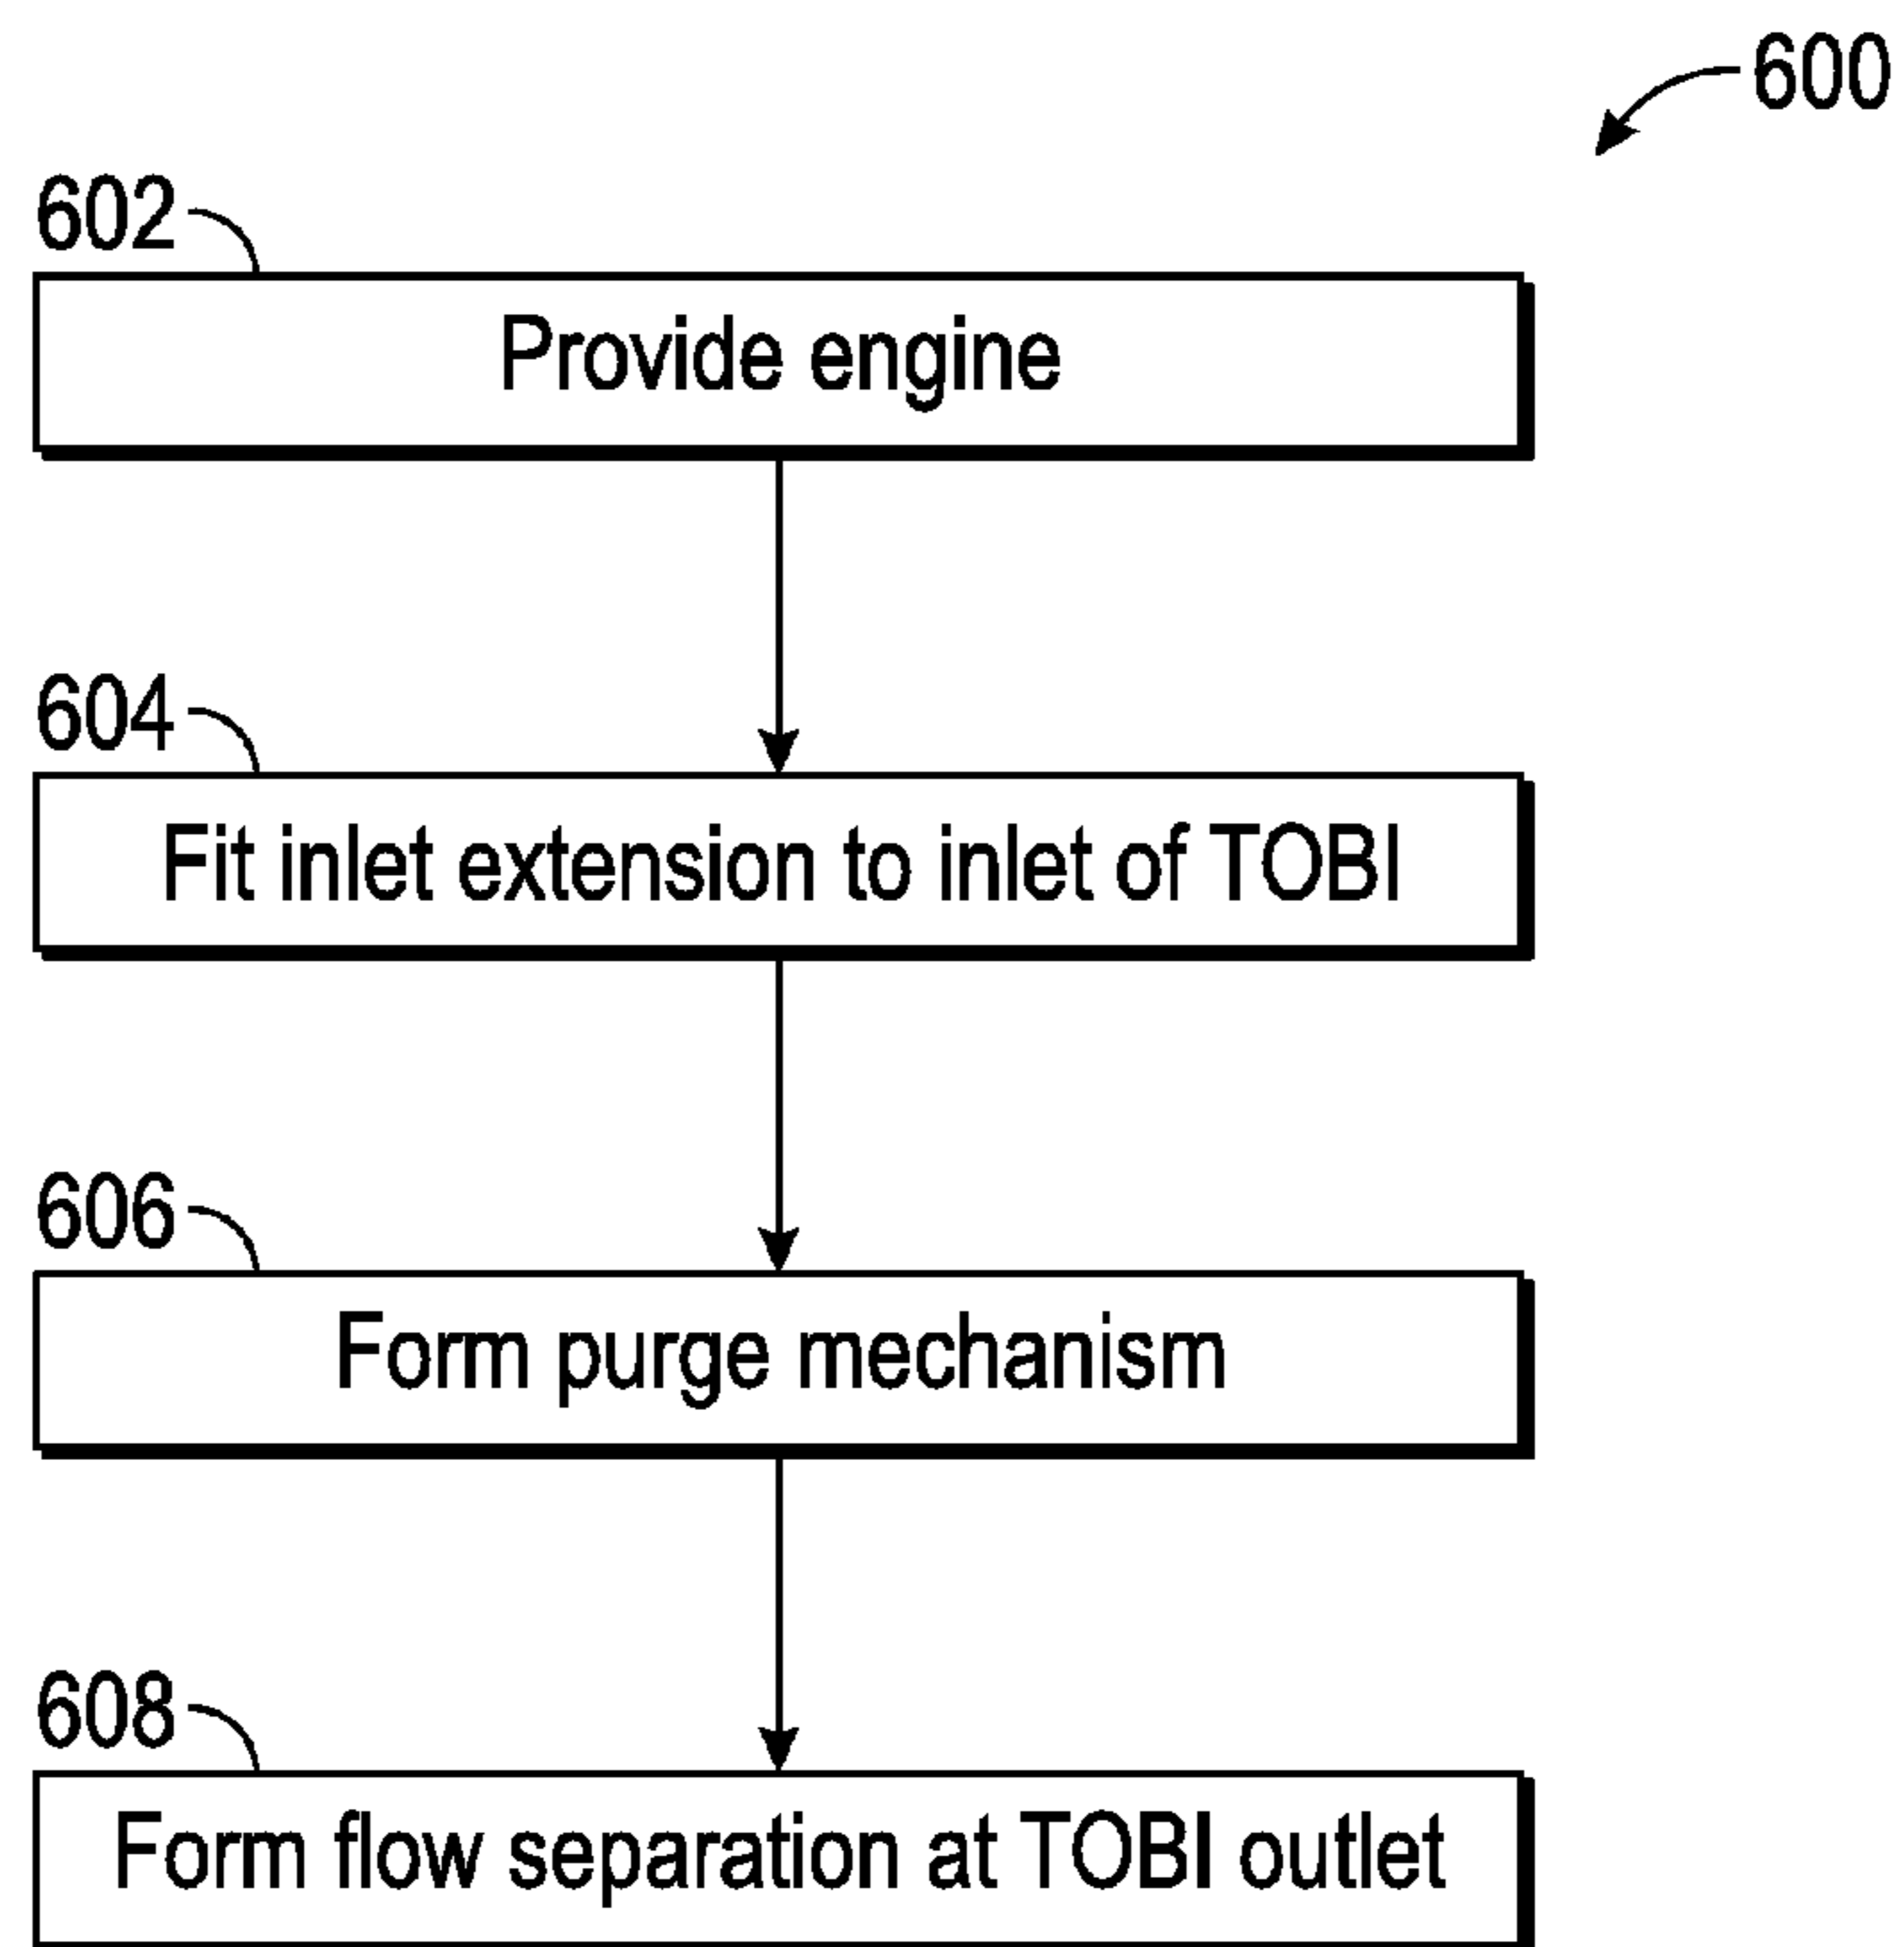 600
602
Provide engine
604
Fit inlet extension to inlet of TOBI
606
Form purge mechanism
608
Form flow separation at TOBI outlet